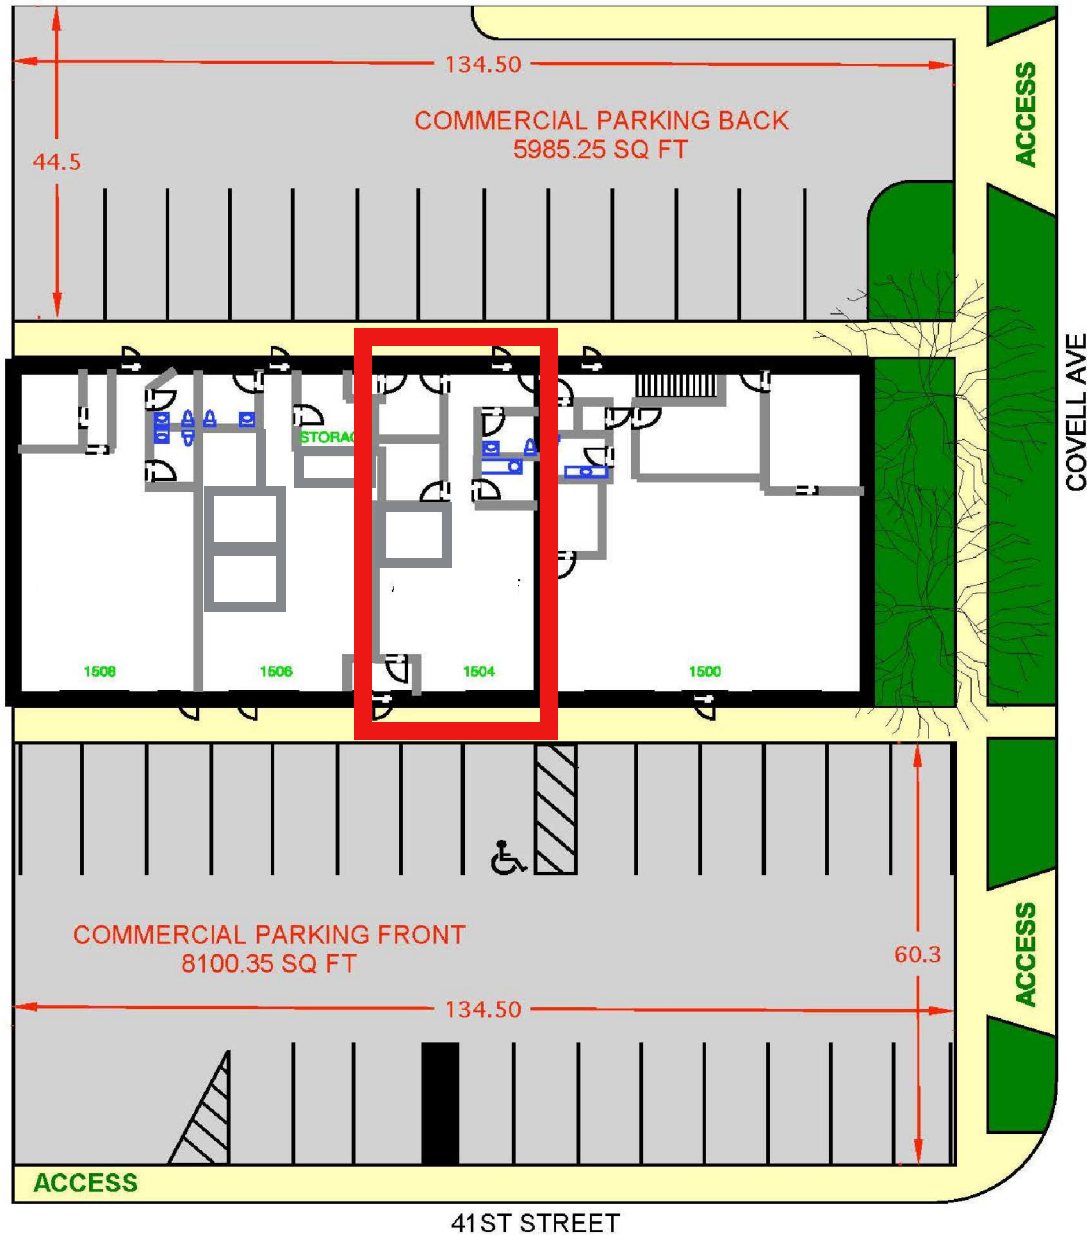 134.50
COMMERCIAL PARKING BACK
5985.25 SQ FT
44.5
ACCESS
COVELL AVE
STORAG
1508
1506
1504
1500
COMMERCIAL PARKING FRONT
8100.35 SQ FT
60.3
ACCESS
134.50
ACCESS
41ST STREET